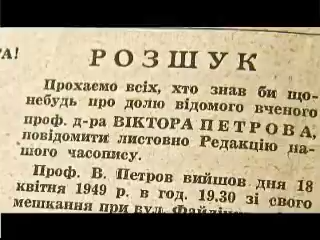 А!
РОЗШУК
Прохаємо всіх, хто знав би що-
небудь про долю відомого вченого
проф. д-ра ВІКТОРА ПЕТРОВА,
повідомити листовно Редакцію на-
шого часопису.
Проф. В. Петров вийшов дня 18
квітня 1949 р. в год. 19.30 зі свого
мешкання при вул.